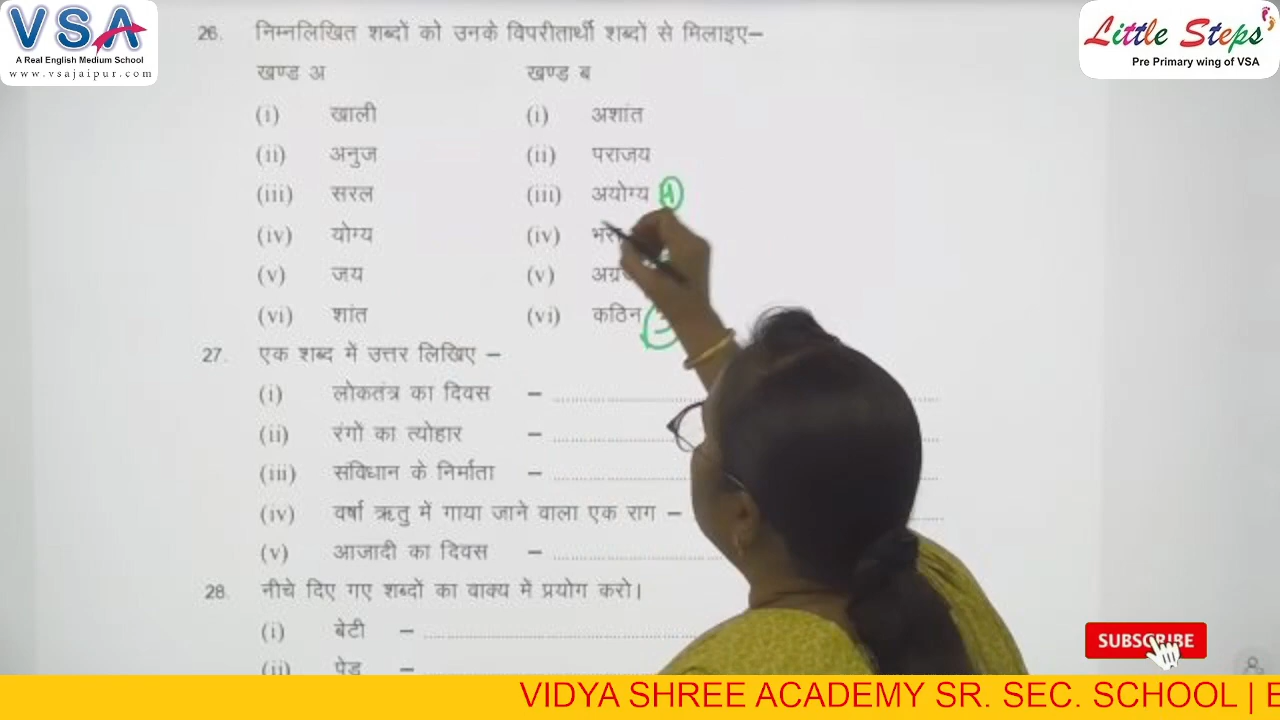 VSA
A Real English Medium School
www.vsajaipur.com
Little Steps
Pre Primary wing of VSA
26. निम्नलिखित शब्दों को उनके विपरीतार्थी शब्दों से मिलाइए–
खण्ड अ खण्ड ब
(i) खाली (i) अशांत
(ii) अनुज (ii) पराजय
(iii) सरल (iii) अयोग्य 4
(iv) योग्य (iv)
(v) जय (v)
(vi) शांत (vi) कठिन
27. एक शब्द में उत्तर लिखिए –
(i) लोकतंत्र का दिवस –
(ii) रंगों का त्योहार –
(iii) संविधान के निर्माता –
(iv) वर्षा ऋतु में गाया जाने वाला एक राग –
(v) आजादी का दिवस –
28. नीचे दिए गए शब्दों का वाक्य में प्रयोग करो।
(i) बेटी –
(ii) पेड़ –
SUBSCRIBE
VIDYA SHREE ACADEMY SR. SEC. SCHOOL | E